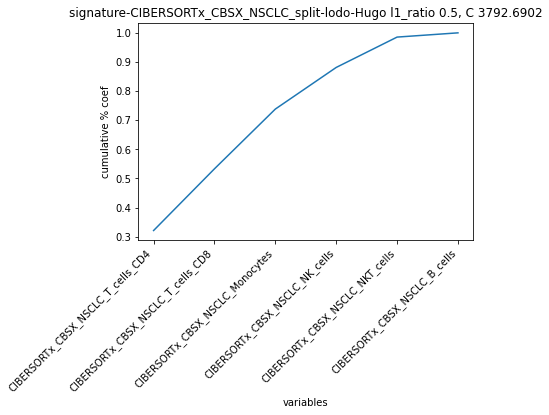 signature-CIBERSORTx_CBSX_NSCLC_split-lodo-Hugo l1_ratio 0.5, C 3792.6902
1.0
0.9
0.8
0.7
0.6
0.5
0.4
0.3
cumulative % coef
CIBERSORTx_CBSX_NSCLC_T_cells_CD4
CIBERSORTx_CBSX_NSCLC_T_cells_CD8
CIBERSORTx_CBSX_NSCLC_Monocytes
CIBERSORTx_CBSX_NSCLC_NK_cells
CIBERSORTx_CBSX_NSCLC_NKT_cells
CIBERSORTx_CBSX_NSCLC_B_cells
variables